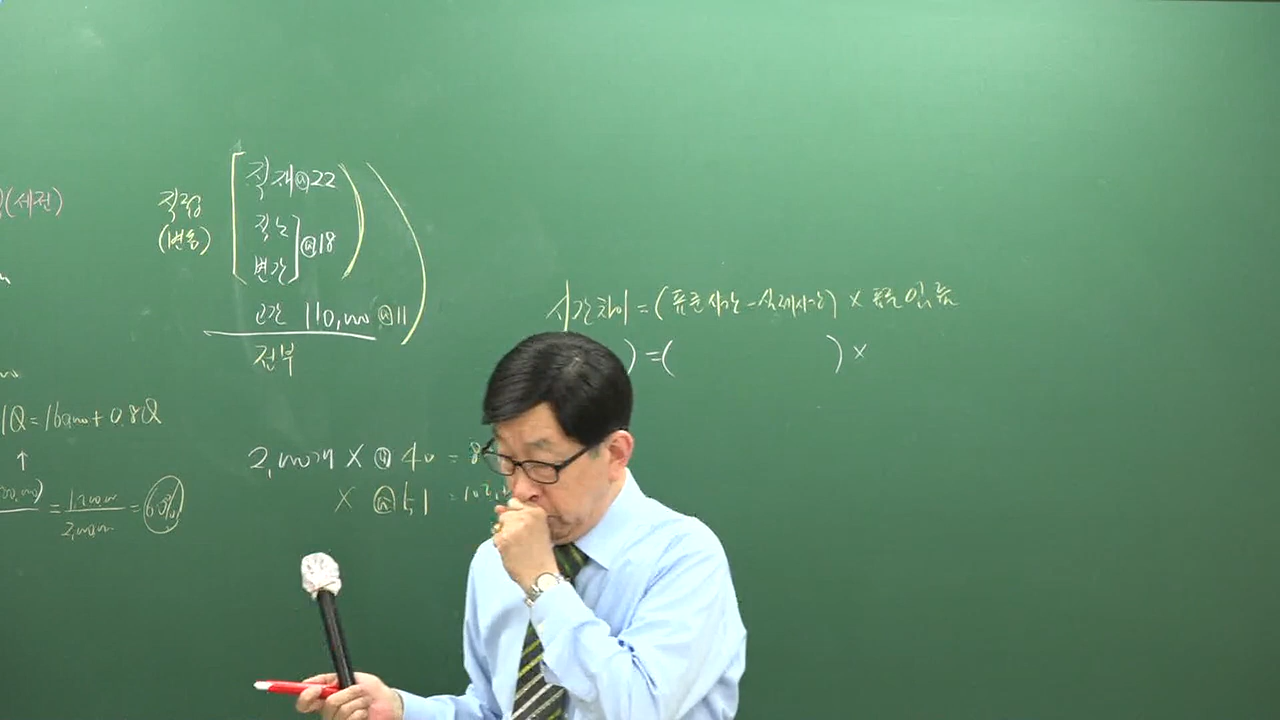 (세전)
직접
(변동)
직재@22
직노
변간 @18
고간 110,000 @11
전부
Q=160,000+0.8Q
↑
= 1,200,000 / 2,000,000 = 60%
2,000개 X @40 = 8
X @51 = 102,
시간차이=(표준시간-실제시간)×표준임률
)=( )×